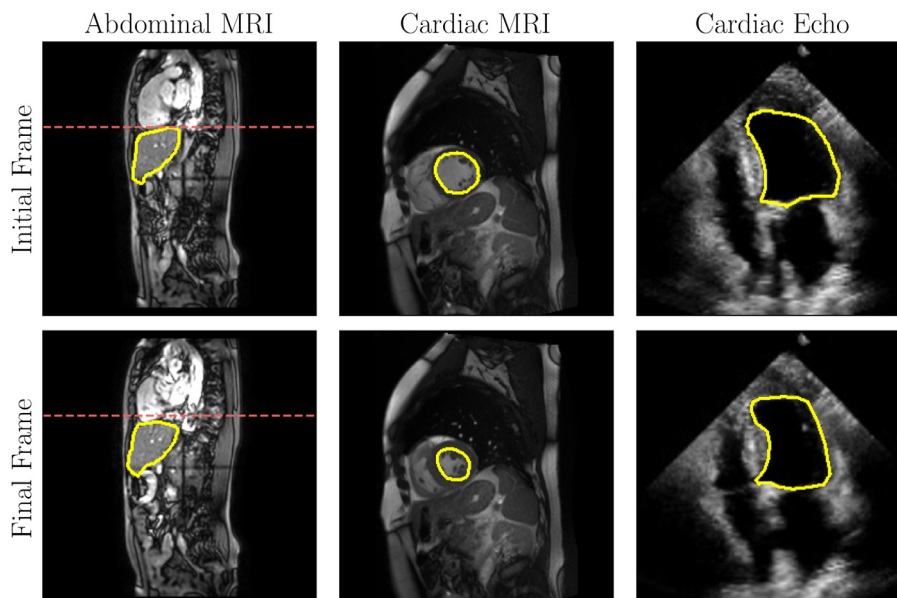 Abdominal MRI
Cardiac MRI
Cardiac Echo
Initial Frame
Final Frame